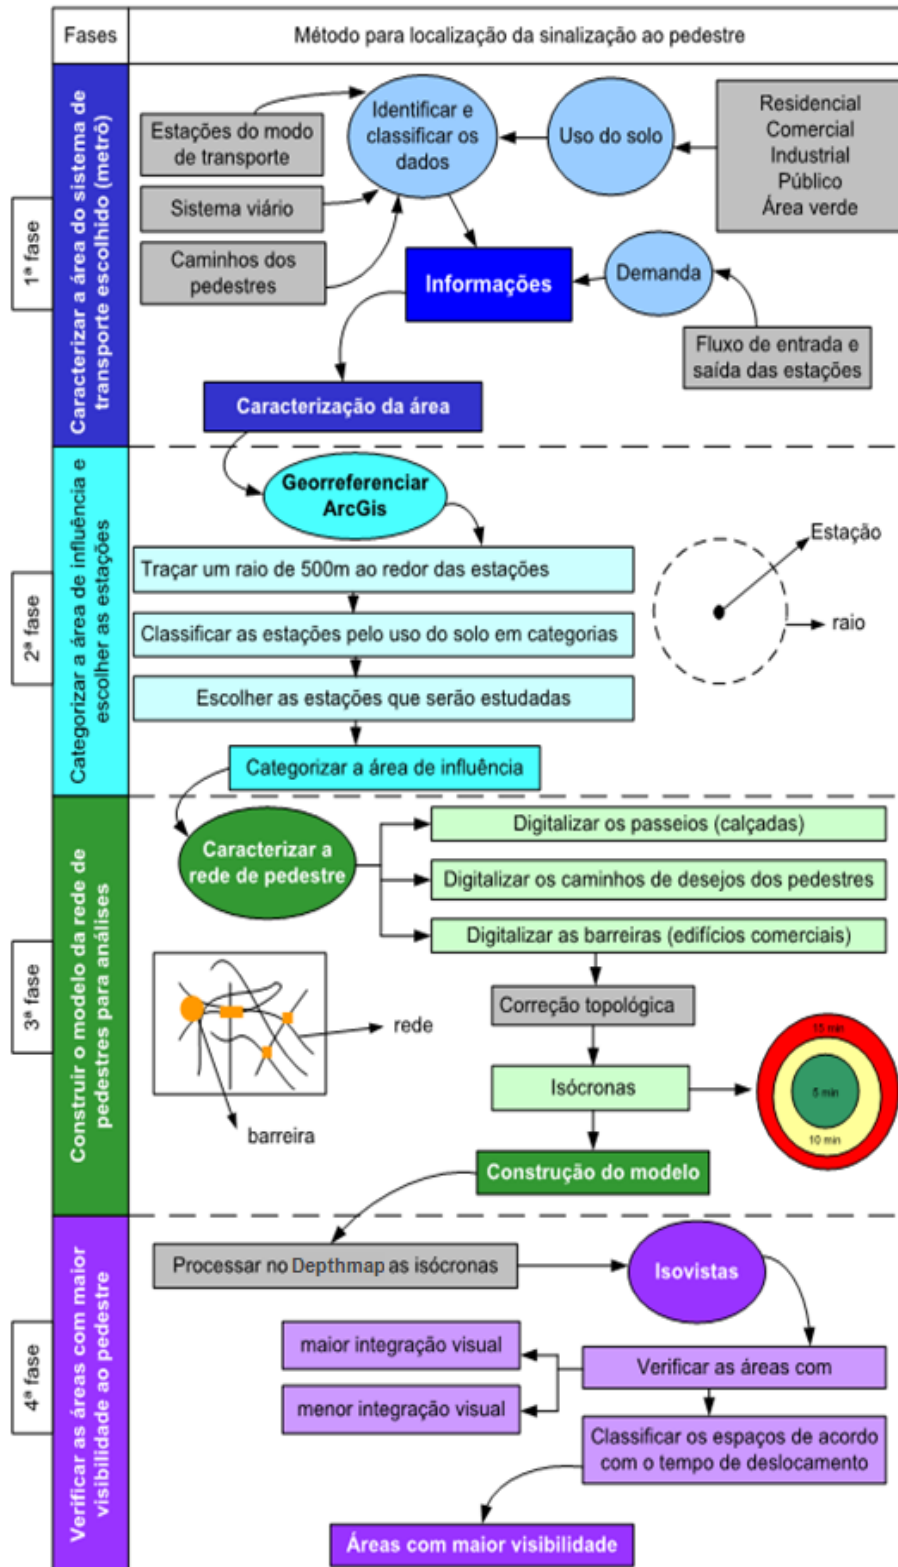 Fases
Método para localização da sinalização ao pedestre
1ª fase
Caracterizar a área do sistema de
transporte escolhido (metrô)
Estações do modo
de transporte
Sistema viário
Caminhos dos
pedestres
Identificar e
classificar os
dados
Uso do solo
Residencial
Comercial
Industrial
Público
Área verde
Informações
Demanda
Fluxo de entrada e
saída das estações
Caracterização da área
2ª fase
Categorizar a área de influência e
escolher as estações
Georreferenciar
ArcGis
Traçar um raio de 500m ao redor das estações
Classificar as estações pelo uso do solo em categorias
Escolher as estações que serão estudadas
Categorizar a área de influência
Estação
raio
3ª fase
Construir o modelo da rede de
pedestres para análises
Caracterizar a
rede de pedestre
Digitalizar os passeios (calçadas)
Digitalizar os caminhos de desejos dos pedestres
Digitalizar as barreiras (edifícios comerciais)
Correção topológica
rede
barreira
Isócronas
15 min
5 min
10 min
Construção do modelo
4ª fase
Verificar as áreas com maior
visibilidade ao pedestre
Processar no Depthmap as isócronas
Isovistas
maior integração visual
menor integração visual
Verificar as áreas com
Classificar os espaços de acordo
com o tempo de deslocamento
Áreas com maior visibilidade